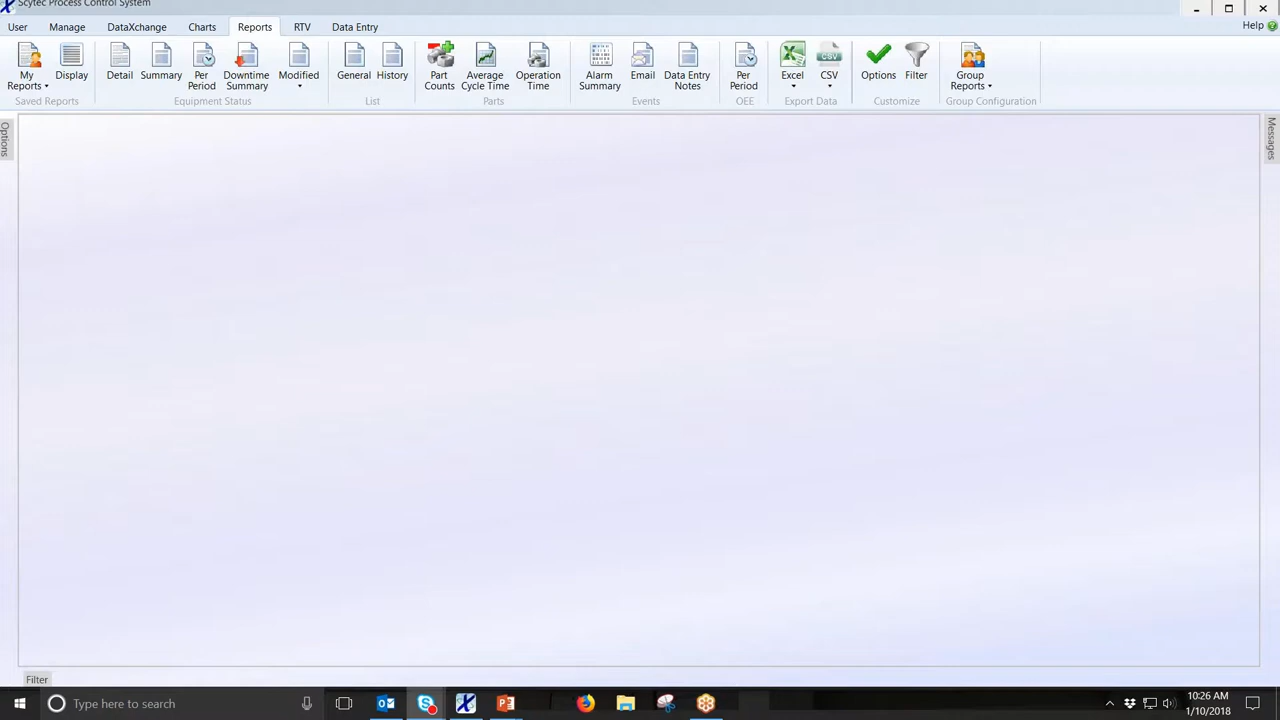 Scytec Process Control System
User Manage DataXchange Charts Reports RTV Data Entry Help
My Reports Display Detail Summary Per Period Downtime Summary Modified General History Part Counts Average Cycle Time Operation Time Alarm Summary Email Data Entry Notes Per Period Excel CSV Options Filter Group Reports
Saved Reports Equipment Status List Parts Events OEE Export Data Customize Group Configuration
Options
Messages
Filter
Type here to search
10:26 AM
1/10/2018